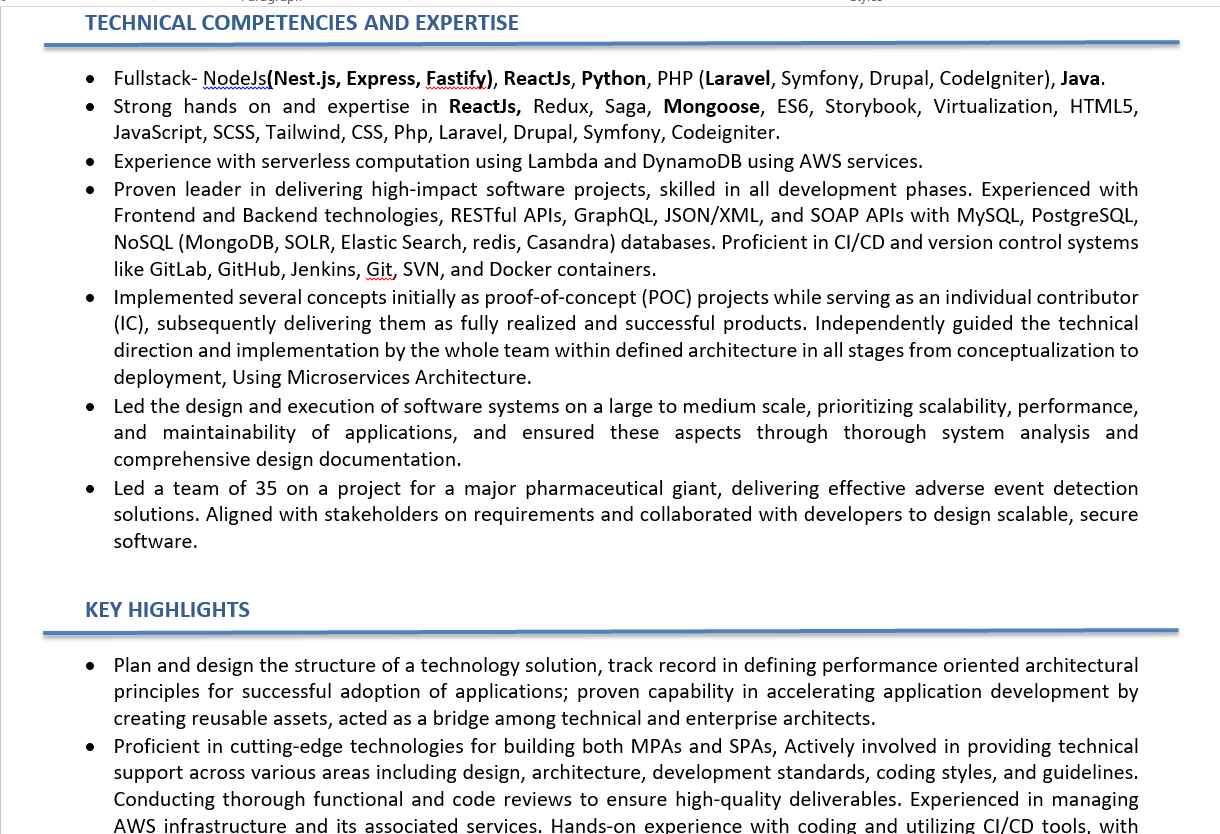 TECHNICAL COMPETENCIES AND EXPERTISE
• Fullstack- NodeJs(Nest.js, Express, Fastify), ReactJs, Python, PHP (Laravel, Symfony, Drupal, CodeIgniter), Java.
• Strong hands on and expertise in ReactJs, Redux, Saga, Mongoose, ES6, Storybook, Virtualization, HTML5,
JavaScript, SCSS, Tailwind, CSS, Php, Laravel, Drupal, Symfony, Codeigniter.
• Experience with serverless computation using Lambda and DynamoDB using AWS services.
• Proven leader in delivering high-impact software projects, skilled in all development phases. Experienced with
Frontend and Backend technologies, RESTful APIs, GraphQL, JSON/XML, and SOAP APIs with MySQL, PostgreSQL,
NoSQL (MongoDB, SOLR, Elastic Search, redis, Casandra) databases. Proficient in CI/CD and version control systems
like GitLab, GitHub, Jenkins, Git, SVN, and Docker containers.
• Implemented several concepts initially as proof-of-concept (POC) projects while serving as an individual contributor
(IC), subsequently delivering them as fully realized and successful products. Independently guided the technical
direction and implementation by the whole team within defined architecture in all stages from conceptualization to
deployment, Using Microservices Architecture.
• Led the design and execution of software systems on a large to medium scale, prioritizing scalability, performance,
and maintainability of applications, and ensured these aspects through thorough system analysis and
comprehensive design documentation.
• Led a team of 35 on a project for a major pharmaceutical giant, delivering effective adverse event detection
solutions. Aligned with stakeholders on requirements and collaborated with developers to design scalable, secure
software.
KEY HIGHLIGHTS
• Plan and design the structure of a technology solution, track record in defining performance oriented architectural
principles for successful adoption of applications; proven capability in accelerating application development by
creating reusable assets, acted as a bridge among technical and enterprise architects.
• Proficient in cutting-edge technologies for building both MPAs and SPAs, Actively involved in providing technical
support across various areas including design, architecture, development standards, coding styles, and guidelines.
Conducting thorough functional and code reviews to ensure high-quality deliverables. Experienced in managing
AWS infrastructure and its associated services. Hands-on experience with coding and utilizing CI/CD tools, with